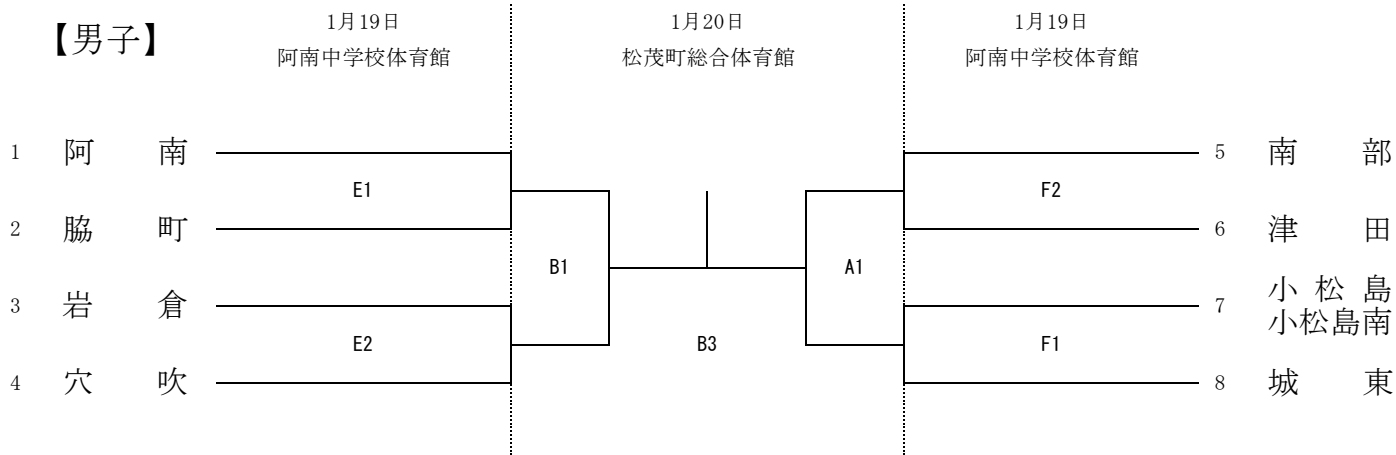 【男子】
1月19日
阿南中学校体育館
1月20日
松茂町総合体育館
1月19日
阿南中学校体育館
1 阿南
E1
2 脇町
B1
3 岩倉
E2
4 穴吹
B3
5 南部
F2
6 津田
A1
7 小松島
小松島南
F1
8 城東